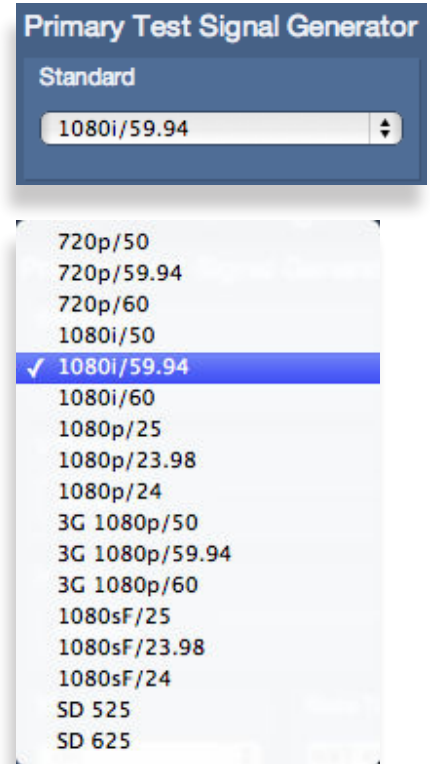 Primary Test Signal Generator
Standard
1080i/59.94
720p/50
720p/59.94
720p/60
1080i/50
✓ 1080i/59.94
1080i/60
1080p/25
1080p/23.98
1080p/24
3G 1080p/50
3G 1080p/59.94
3G 1080p/60
1080sF/25
1080sF/23.98
1080sF/24
SD 525
SD 625